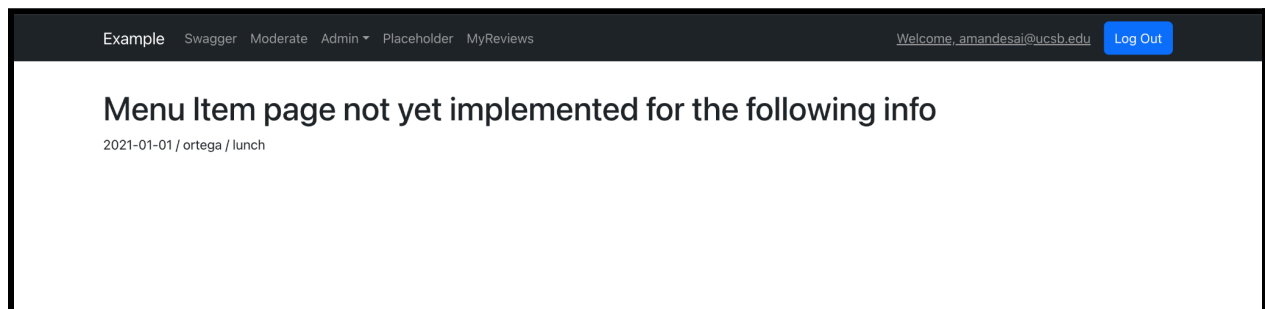 Example Swagger Moderate Admin Placeholder MyReviews Welcome, amandesai@ucsb.edu Log Out
Menu Item page not yet implemented for the following info
2021-01-01 / ortega / lunch